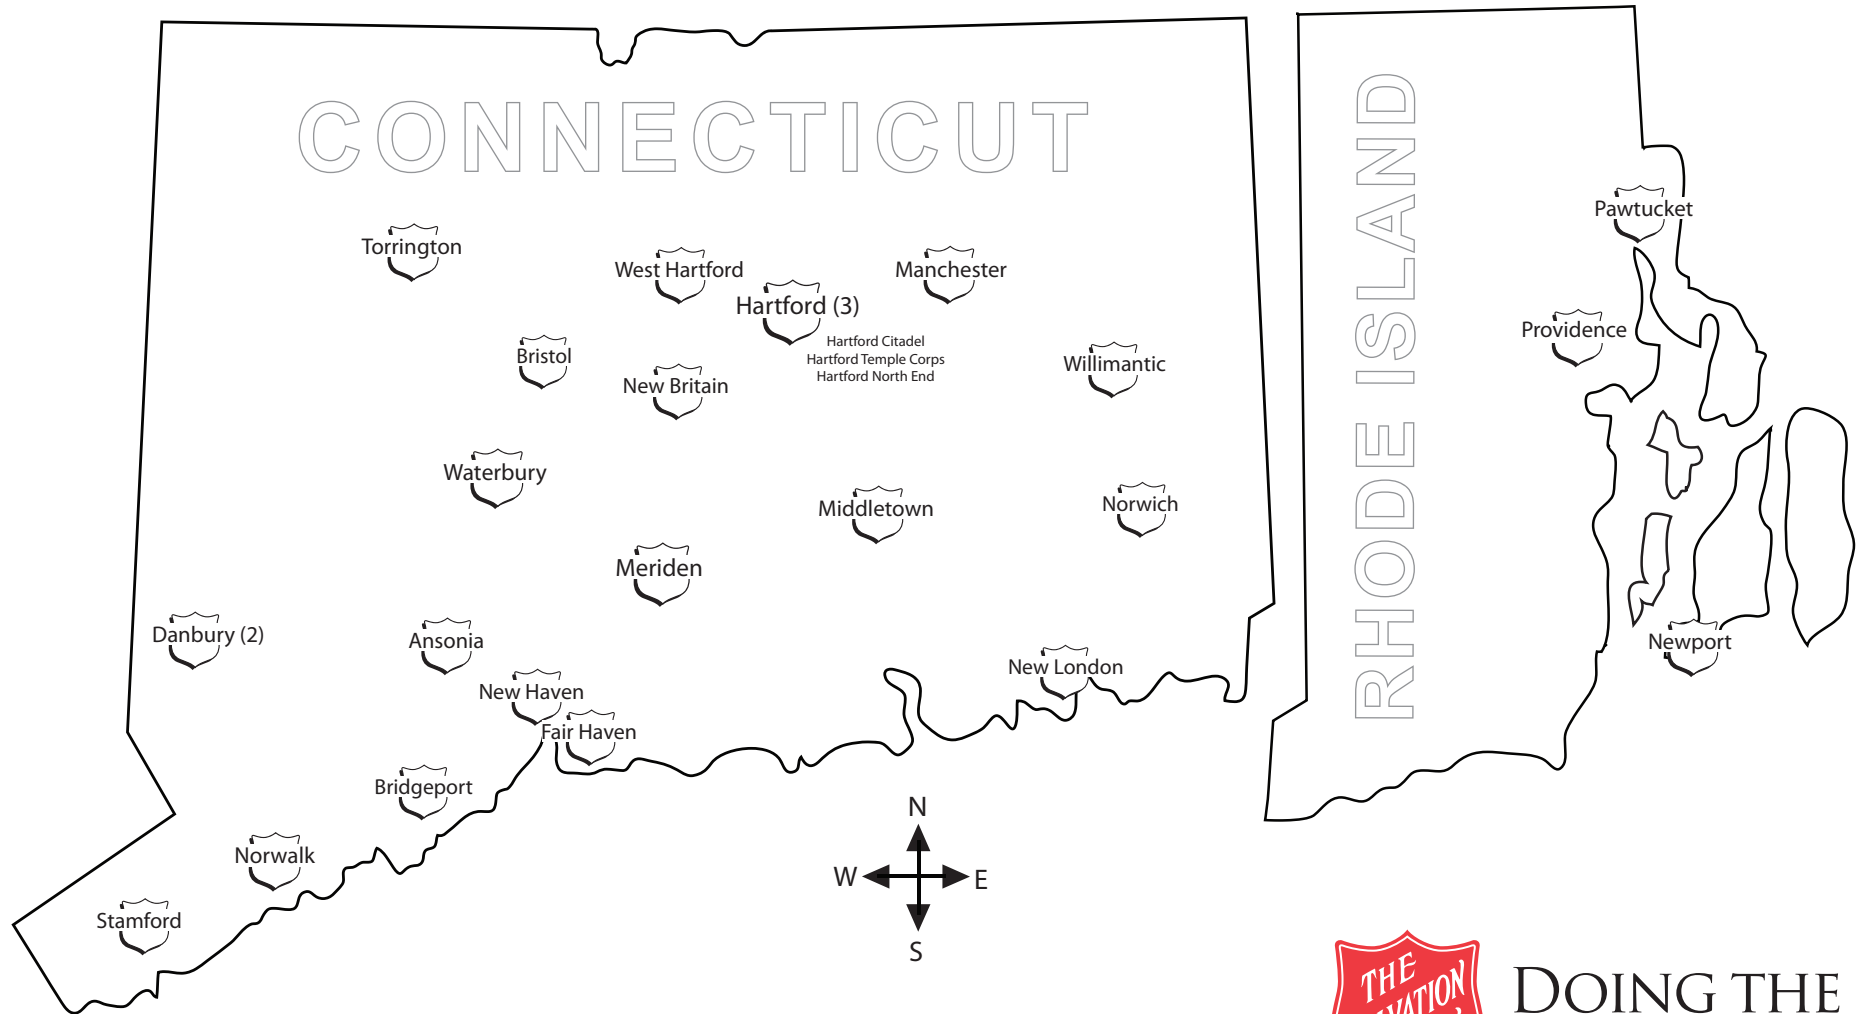 CONNECTICUT
RHODE ISLAND
Pawtucket
Torrington
West Hartford
Manchester
Hartford (3)
Hartford Citadel
Hartford Temple Corps
Hartford North End
Providence
Bristol
New Britain
Willimantic
Waterbury
Middletown
Norwich
Meriden
Danbury (2)
Ansonia
New London
Newport
New Haven
Fair Haven
Bridgeport
Norwalk
Stamford
N
W
E
S
THE
DOING THE